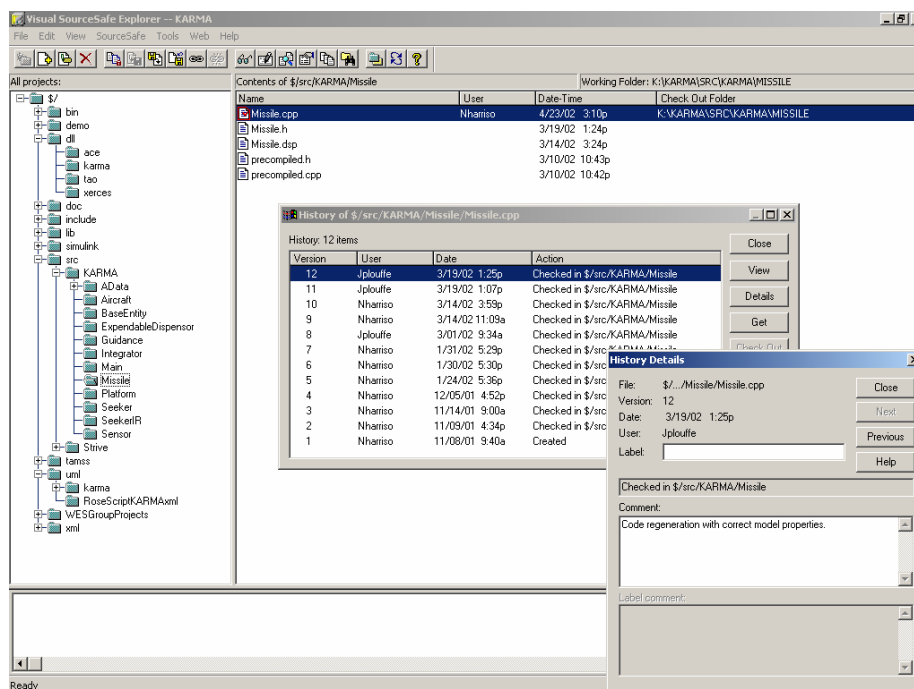 Visual SourceSafe Explorer -- KARMA
File Edit View SourceSafe Tools Web Help
All projects:
Contents of $/src/KARMA/Missile
Working Folder: K:\KARMA\SRC\KARMA\MISSILE
$/
bin
demo
dll
ace
karma
tao
xerces
doc
include
lib
simulink
src
KARMA
AData
Aircraft
BaseEntity
ExpendableDispensor
Guidance
Integrator
Main
Missile
Platform
Seeker
SeekerIR
Sensor
Strive
tamss
uml
karma
RoseScriptKARMAxml
WESGroupProjects
xml
Name User Date-Time Check Out Folder
Missile.cpp Nharriso 4/23/02 3:10p K:\KARMA\SRC\KARMA\MISSILE
Missile.h 3/19/02 1:24p
Missile.dsp 3/14/02 3:24p
precompiled.h 3/10/02 10:43p
precompiled.cpp 3/10/02 10:42p
History of $/src/KARMA/Missile/Missile.cpp
History: 12 items
Version User Date Action
12 Jplouffe 3/19/02 1:25p Checked in $/src/KARMA/Missile
11 Jplouffe 3/19/02 1:07p Checked in $/src/KARMA/Missile
10 Nharriso 3/14/02 3:59p Checked in $/src/KARMA/Missile
9 Nharriso 3/14/02 11:09a Checked in $/src/KARMA/Missile
8 Jplouffe 3/01/02 9:34a Checked in $/src/KARMA/Missile
7 Nharriso 1/31/02 5:29p Checked in $/src/KARMA/Missile
6 Nharriso 1/30/02 5:30p Checked in $/src
5 Nharriso 1/24/02 5:36p Checked in $/src
4 Nharriso 12/05/01 4:52p Checked in $/src
3 Nharriso 11/14/01 9:00a Checked in $/src
2 Nharriso 11/09/01 4:34p Checked in $/src
1 Nharriso 11/08/01 9:40a Created
Close
View
Details
Get
Check Out
History Details
File: $/.../Missile/Missile.cpp
Version: 12
Date: 3/19/02 1:25p
User: Jplouffe
Label:
Close
Next
Previous
Help
Checked in $/src/KARMA/Missile
Comment:
Code regeneration with correct model properties.
Label comment:
Ready